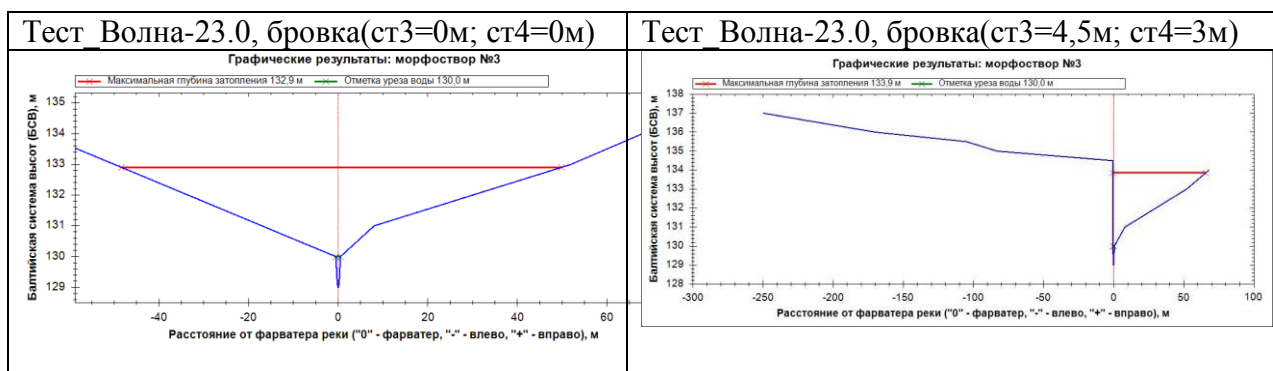 Тест_Волна-23.0, бровка(ст3=0м; ст4=0м)
Графические результаты: морфоствор №3
Максимальная глубина затопления 132,9 м Отметка уреза воды 130,0 м
Балтийская система высот (БСВ), м
135
134
133
132
131
130
129
-40 -20 0 20 40 60
Расстояние от фарватера реки ("0" - фарватер, "-" - влево, "+" - вправо), м
Тест_Волна-23.0, бровка(ст3=4,5м; ст4=3м)
Графические результаты: морфоствор №3
Максимальная глубина затопления 133,9 м Отметка уреза воды 130,0 м
Балтийская система высот (БСВ), м
138
137
136
135
134
133
132
131
130
129
128
-300 -250 -200 -150 -100 -50 0 50 100
Расстояние от фарватера реки ("0" - фарватер, "-" - влево, "+" - вправо), м